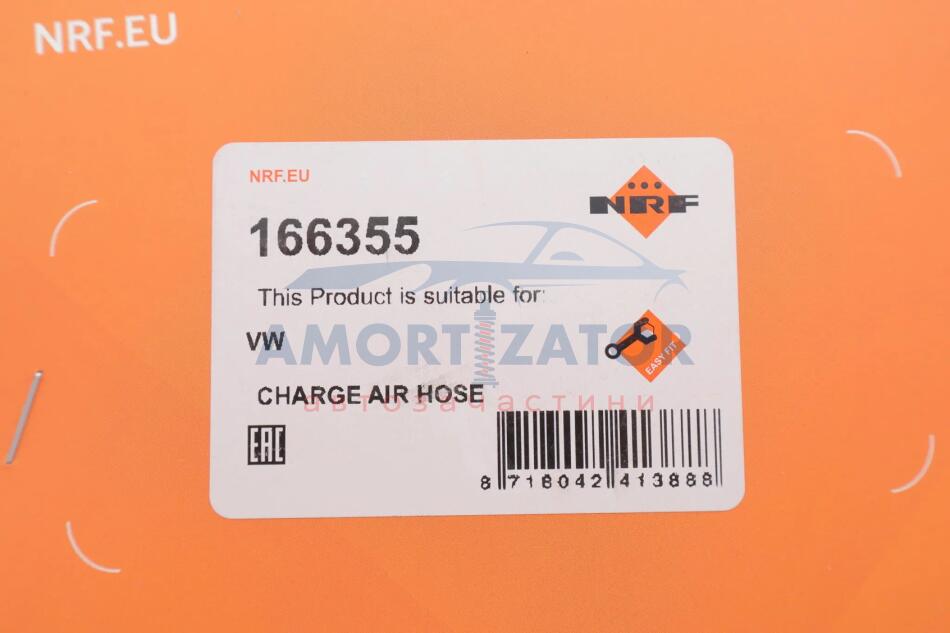 NRF.EU
NRF.EU
NRF
166355
This Product is suitable for:
AMORTIZATOR
VW
EASY FIT
CHARGE AIR HOSE
автозапчастини
EAC
8 718042 413888